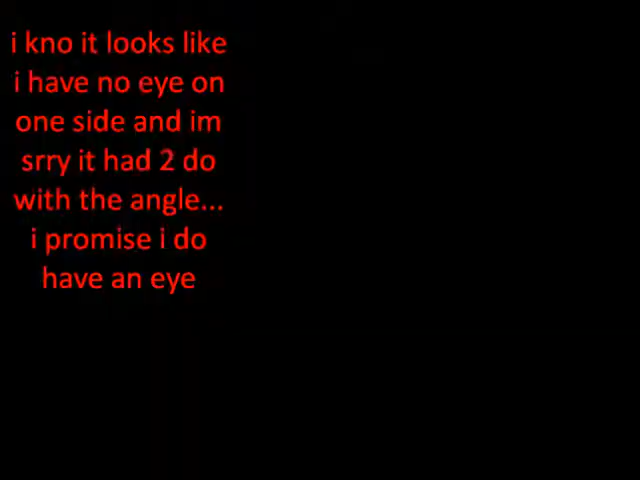 i kno it looks like
i have no eye on
one side and im
srry it had 2 do
with the angle...
i promise i do
have an eye